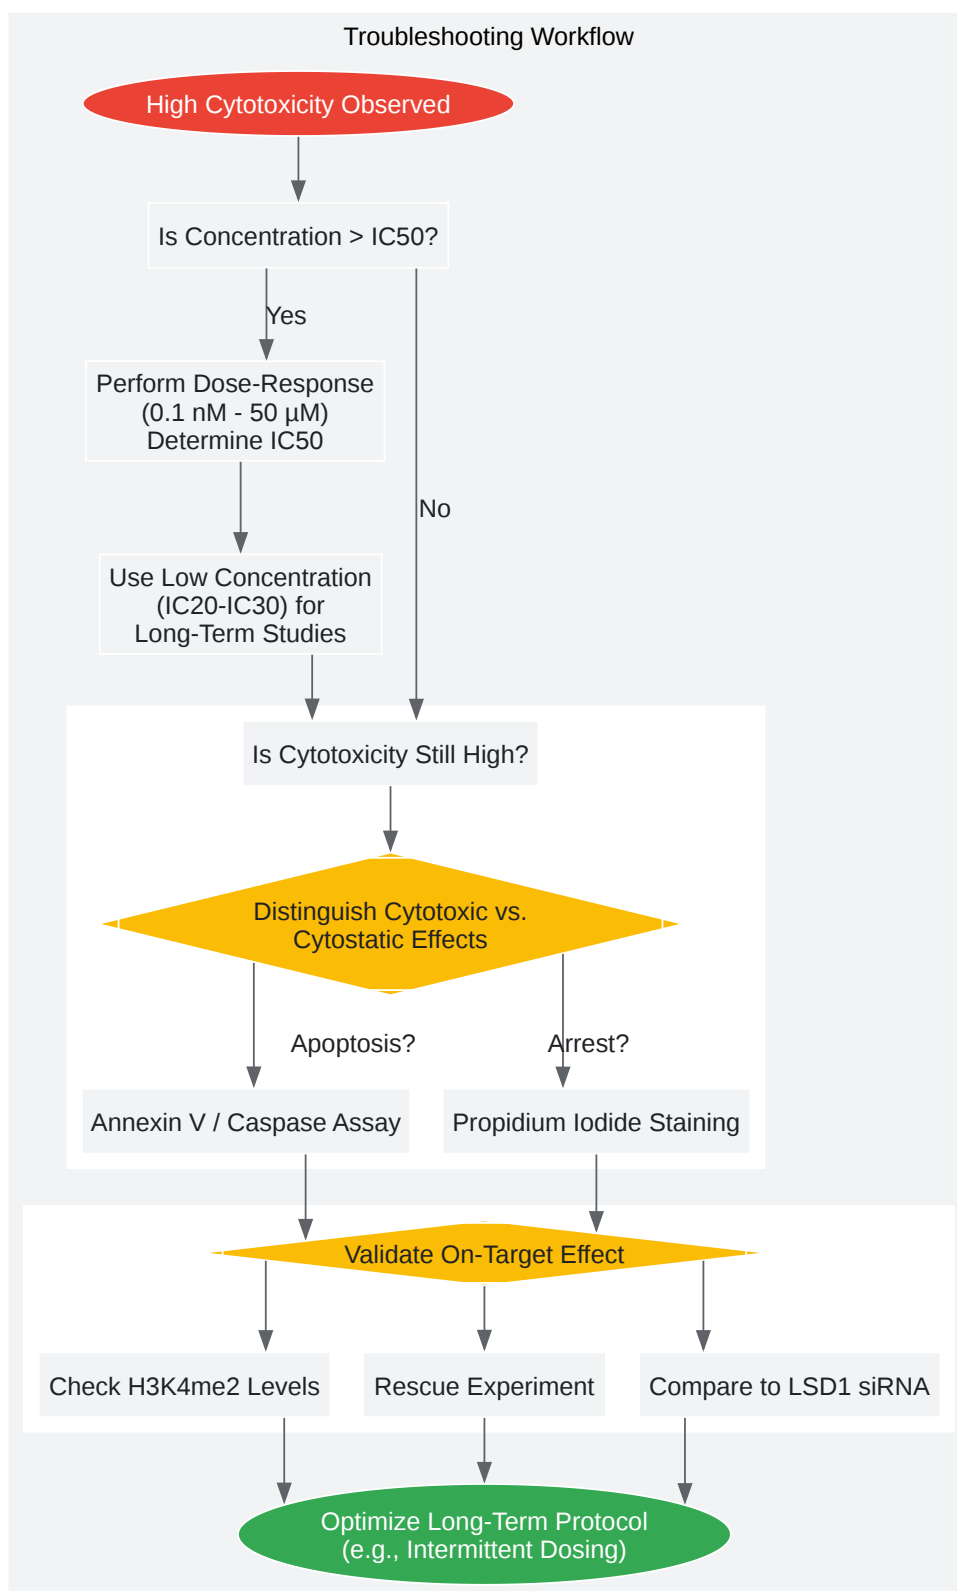 Troubleshooting Workflow
High Cytotoxicity Observed
Is Concentration > IC50?
Yes
Perform Dose-Response
(0.1 nM - 50 µM)
Determine IC50
No
Use Low Concentration
(IC20-IC30) for
Long-Term Studies
Is Cytotoxicity Still High?
Distinguish Cytotoxic vs.
Cytostatic Effects
Apoptosis?
Arrest?
Annexin V / Caspase Assay
Propidium Iodide Staining
Validate On-Target Effect
Check H3K4me2 Levels
Rescue Experiment
Compare to LSD1 siRNA
Optimize Long-Term Protocol
(e.g., Intermittent Dosing)